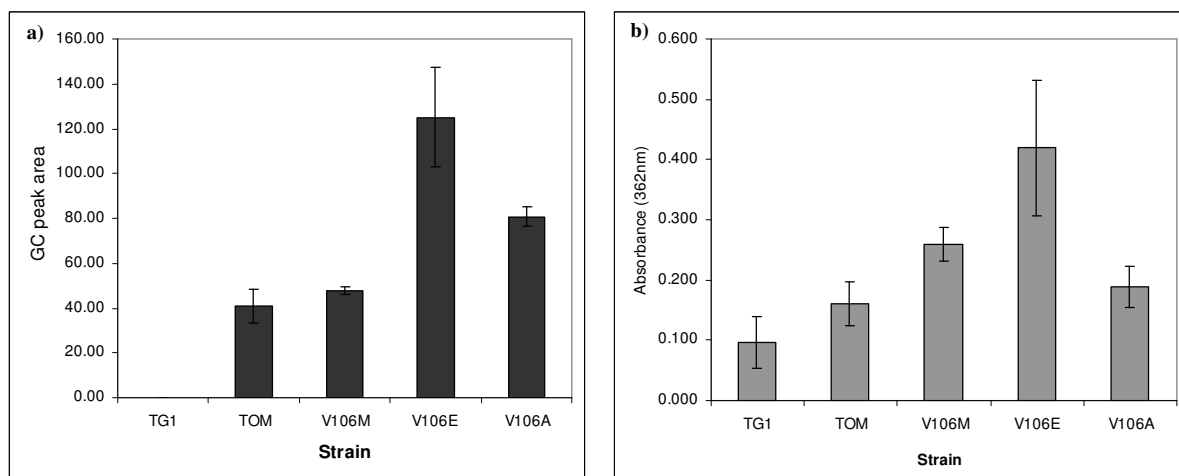 a)
160.00
140.00
120.00
100.00
80.00
60.00
40.00
20.00
0.00
GC peak area
TG1 TOM V106M V106E V106A
Strain
b)
0.600
0.500
0.400
0.300
0.200
0.100
0.000
Absorbance (362nm)
TG1 TOM V106M V106E V106A
Strain